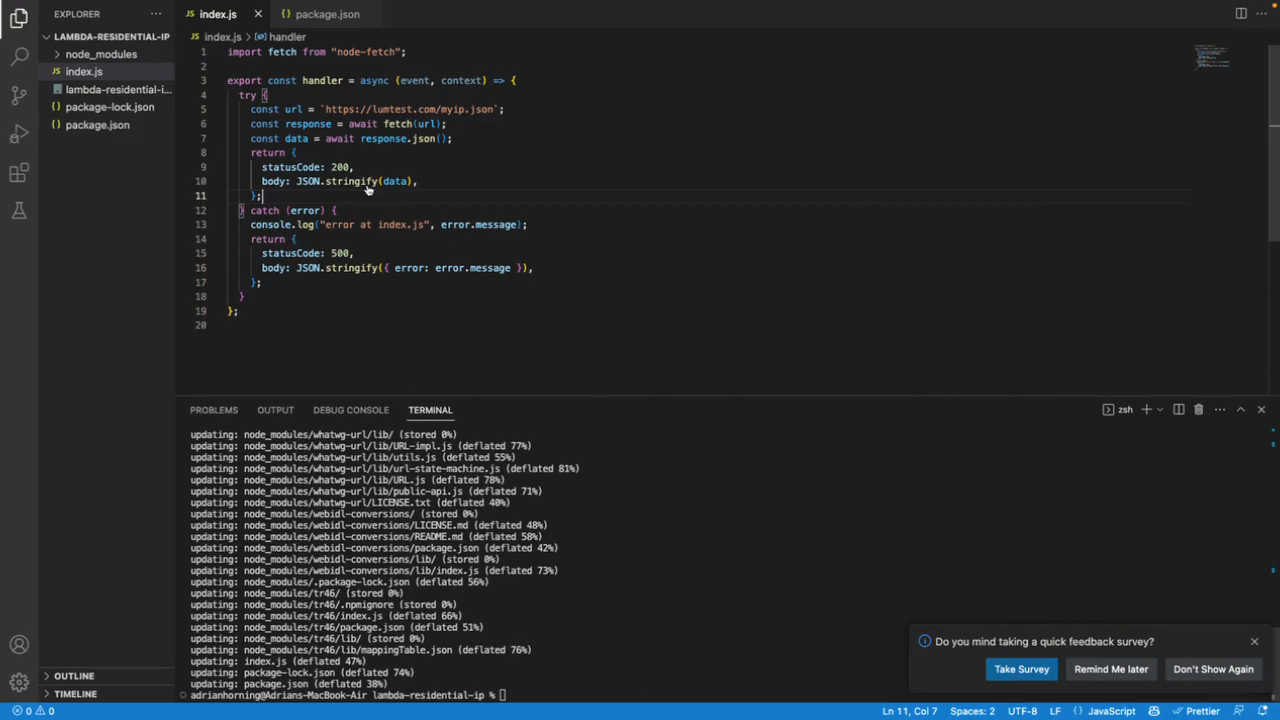 EXPLORER
···
index.js
package.json
LAMBDA-RESIDENTIAL-IP
node_modules
index.js
lambda-residential-i...
package-lock.json
package.json
index.js > handler
1 import fetch from "node-fetch";
2
3 export const handler = async (event, context) => {
4 try {
5 const url = `https://lumtest.com/myip.json`;
6 const response = await fetch(url);
7 const data = await response.json();
8 return {
9 statusCode: 200,
10 body: JSON.stringify(data),
11 };
12 } catch (error) {
13 console.log("error at index.js", error.message);
14 return {
15 statusCode: 500,
16 body: JSON.stringify({ error: error.message }),
17 };
18 }
19 };
20
PROBLEMS OUTPUT DEBUG CONSOLE TERMINAL
zsh
updating: node_modules/whatwg-url/lib/ (stored 0%)
updating: node_modules/whatwg-url/lib/URL-impl.js (deflated 77%)
updating: node_modules/whatwg-url/lib/utils.js (deflated 55%)
updating: node_modules/whatwg-url/lib/url-state-machine.js (deflated 81%)
updating: node_modules/whatwg-url/lib/URL.js (deflated 78%)
updating: node_modules/whatwg-url/lib/public-api.js (deflated 71%)
updating: node_modules/whatwg-url/LICENSE.txt (deflated 40%)
updating: node_modules/webidl-conversions/ (stored 0%)
updating: node_modules/webidl-conversions/LICENSE.md (deflated 48%)
updating: node_modules/webidl-conversions/README.md (deflated 58%)
updating: node_modules/webidl-conversions/package.json (deflated 42%)
updating: node_modules/webidl-conversions/lib/ (stored 0%)
updating: node_modules/webidl-conversions/lib/index.js (deflated 73%)
updating: node_modules/.package-lock.json (deflated 56%)
updating: node_modules/tr46/ (stored 0%)
updating: node_modules/tr46/.npmignore (stored 0%)
updating: node_modules/tr46/index.js (deflated 66%)
updating: node_modules/tr46/package.json (deflated 51%)
updating: node_modules/tr46/lib/ (stored 0%)
updating: node_modules/tr46/lib/mappingTable.json (deflated 76%)
updating: index.js (deflated 47%)
updating: package-lock.json (deflated 74%)
updating: package.json (deflated 38%)
adrianhorning@Adrians-MacBook-Air lambda-residential-ip %
Do you mind taking a quick feedback survey?
Take Survey
Remind Me later
Don't Show Again
OUTLINE
TIMELINE
0 0
Ln 11, Col 7
Spaces: 2
UTF-8
LF
{} JavaScript
Prettier